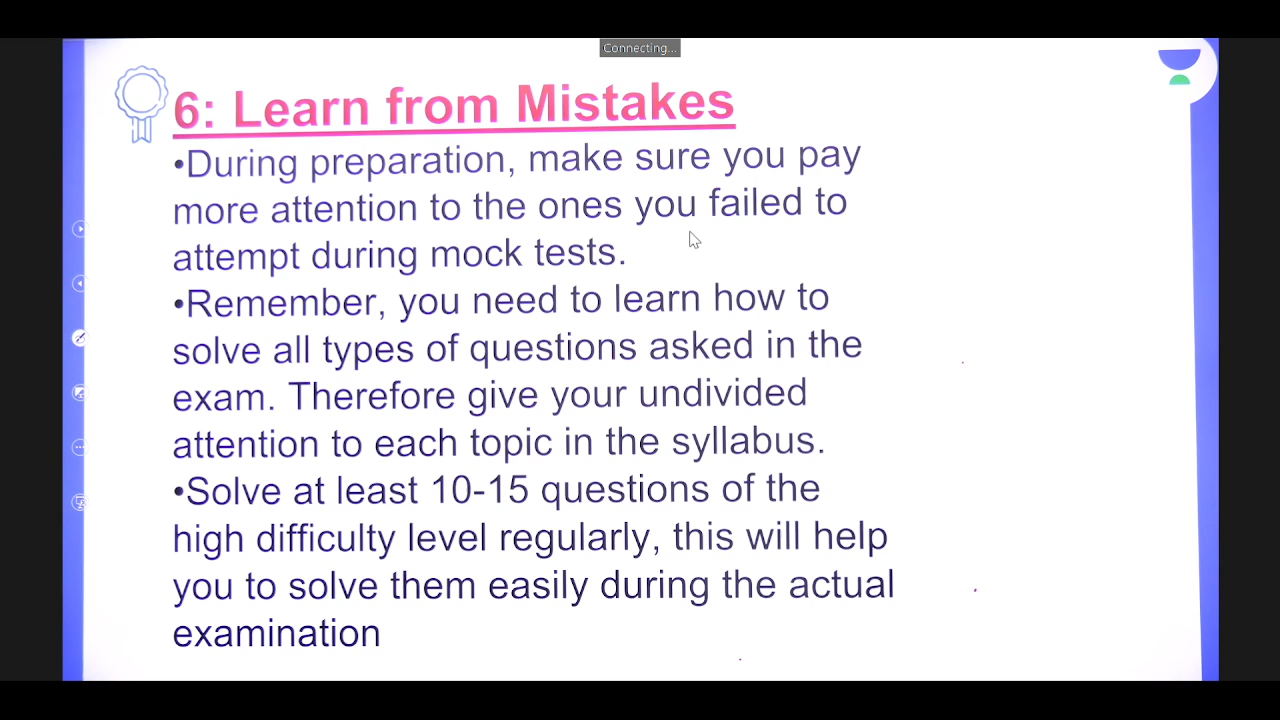 Connecting...
6: Learn from Mistakes
•During preparation, make sure you pay
more attention to the ones you failed to
attempt during mock tests.
•Remember, you need to learn how to
solve all types of questions asked in the
exam. Therefore give your undivided
attention to each topic in the syllabus.
•Solve at least 10-15 questions of the
high difficulty level regularly, this will help
you to solve them easily during the actual
examination